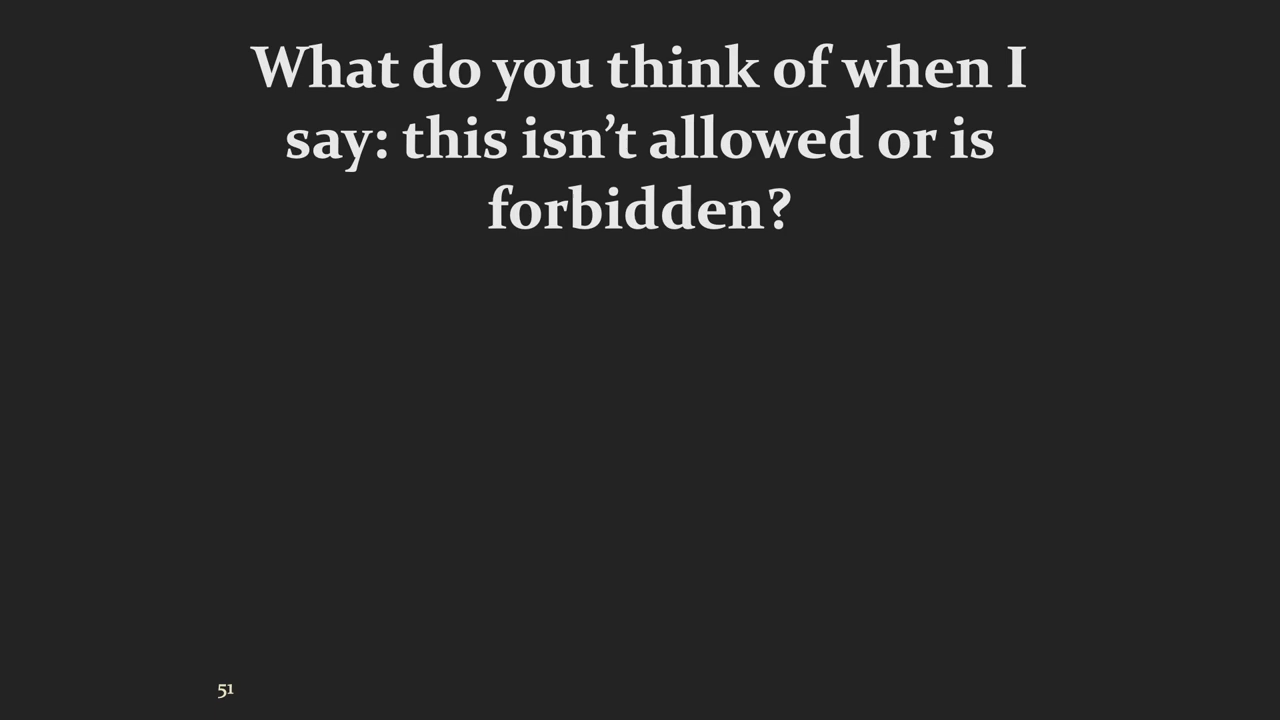 What do you think of when I
say: this isn’t allowed or is
forbidden?
51